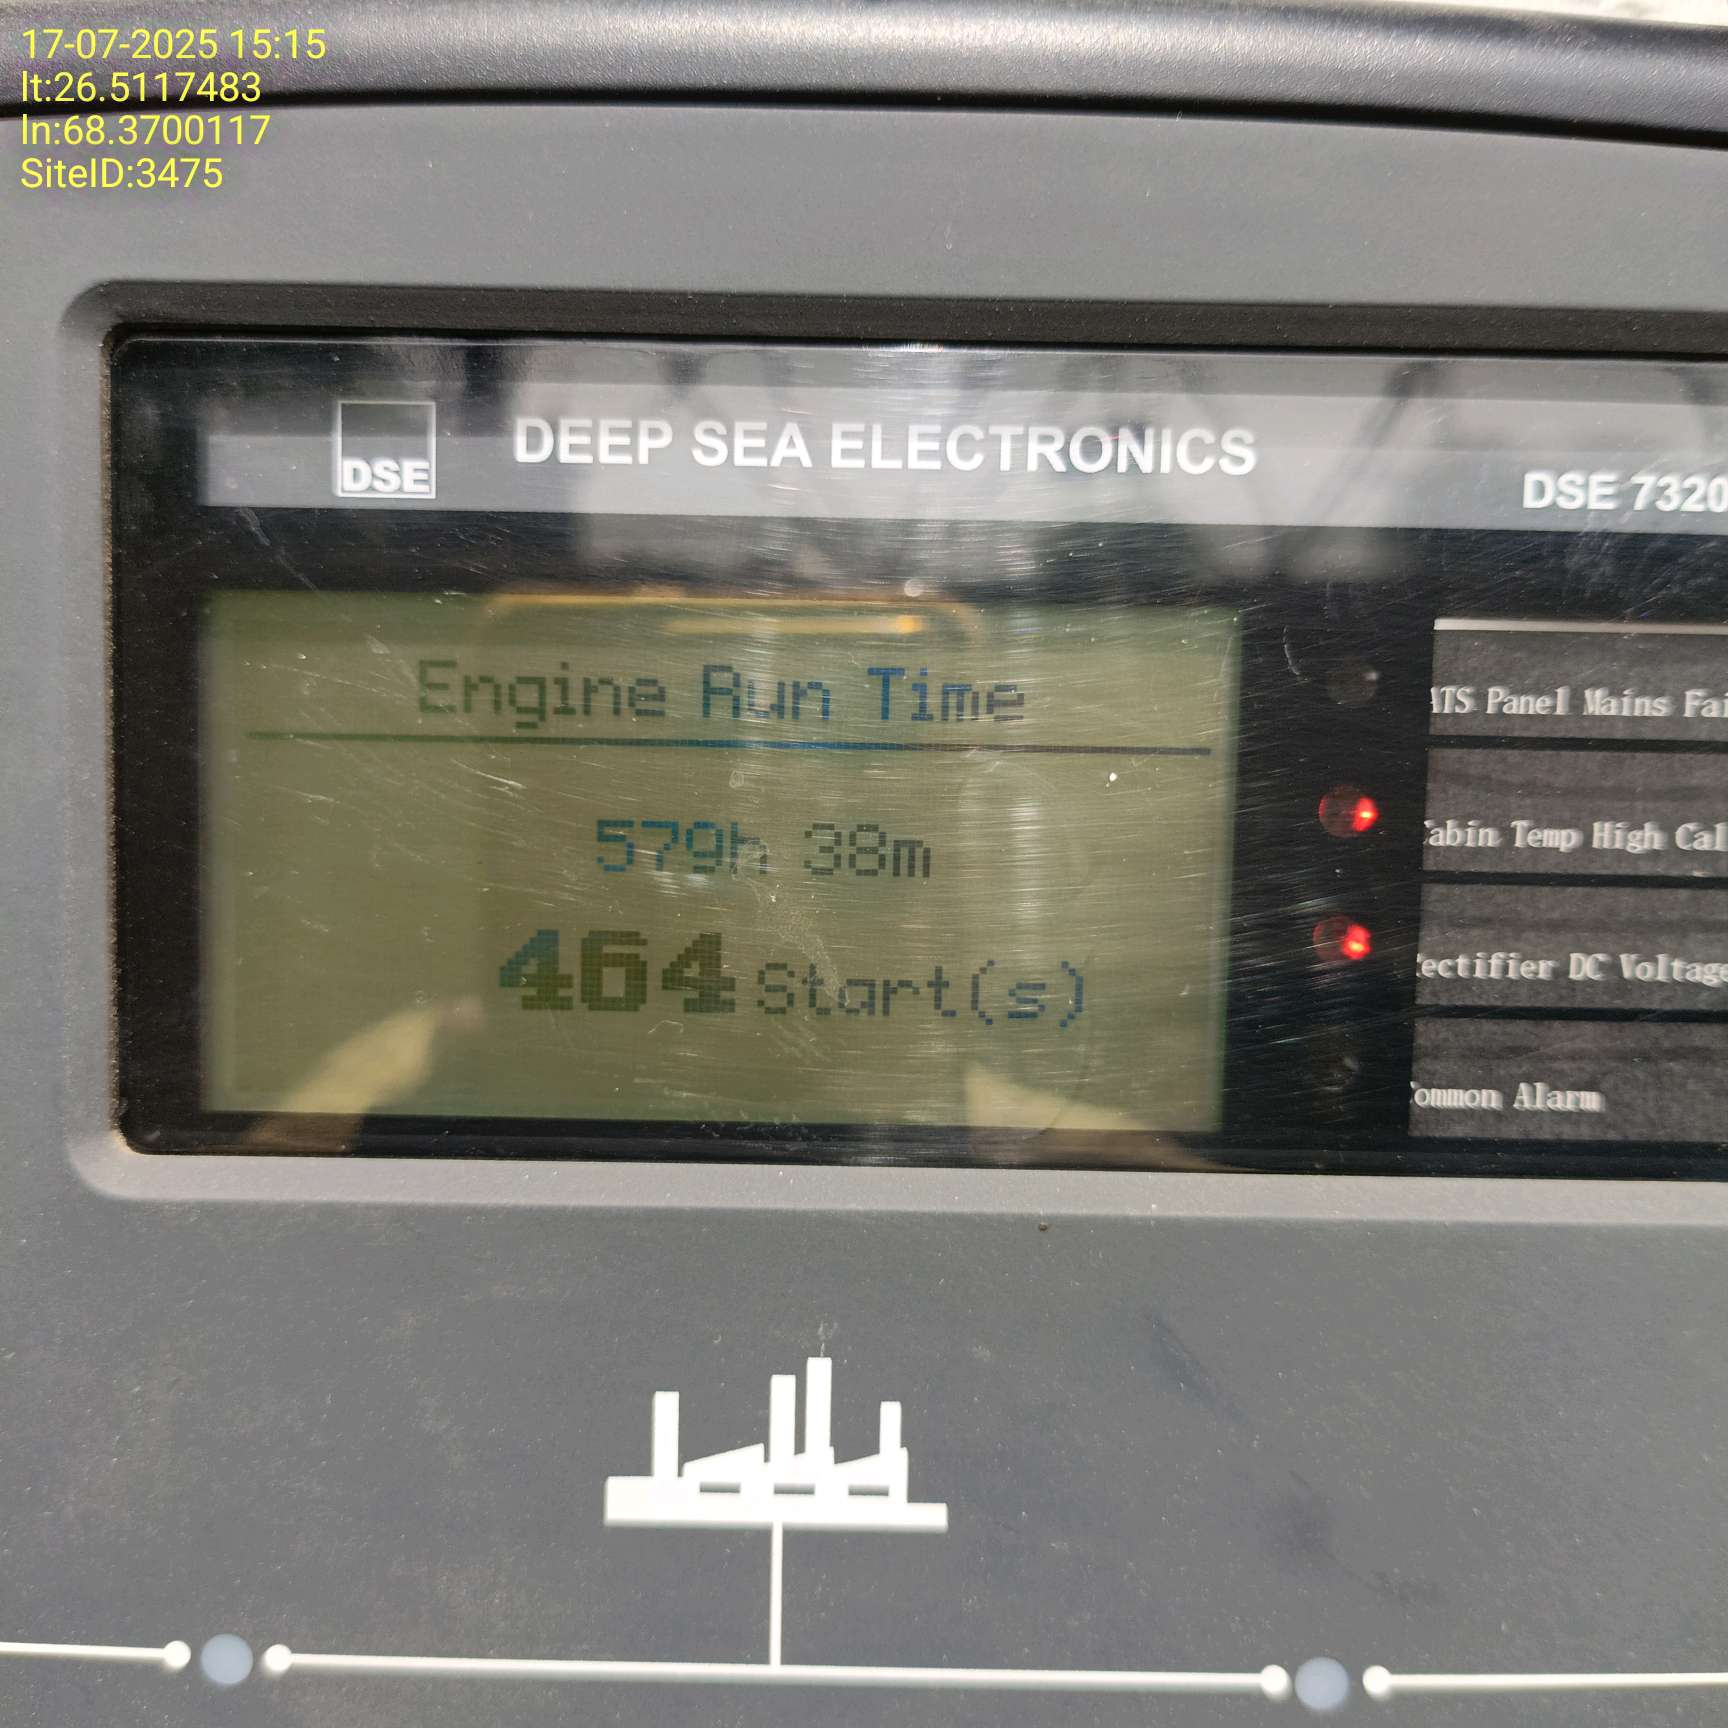 17-07-2025 15:15
lt:26.5117483
ln:68.3700117
SiteID:3475
DSE
DEEP SEA ELECTRONICS
DSE 7320
Engine Run Time
579h 38m
464 Start(s)
ATS Panel Mains Fai
Cabin Temp High Cal
Rectifier DC Voltage
Common Alarm